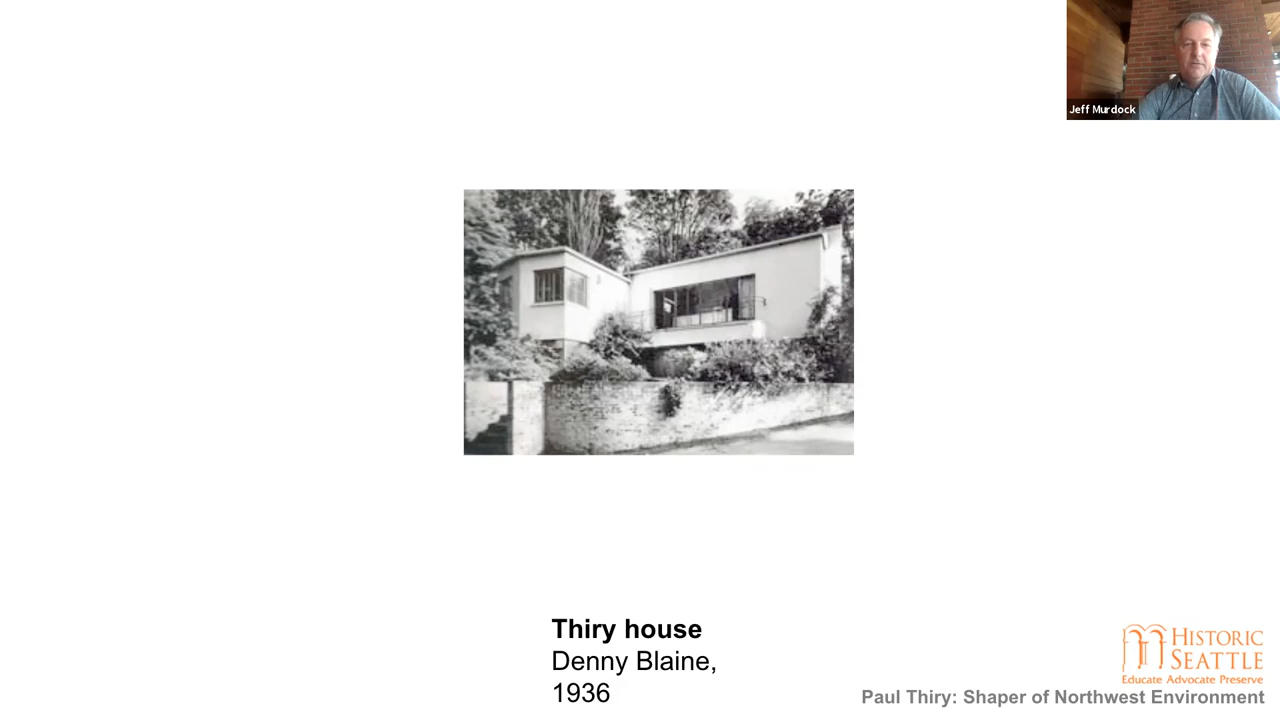 Jeff Murdock
Thiry house
Denny Blaine,
1936
HISTORIC
SEATTLE
Educate Advocate Preserve
Paul Thiry: Shaper of Northwest Environment